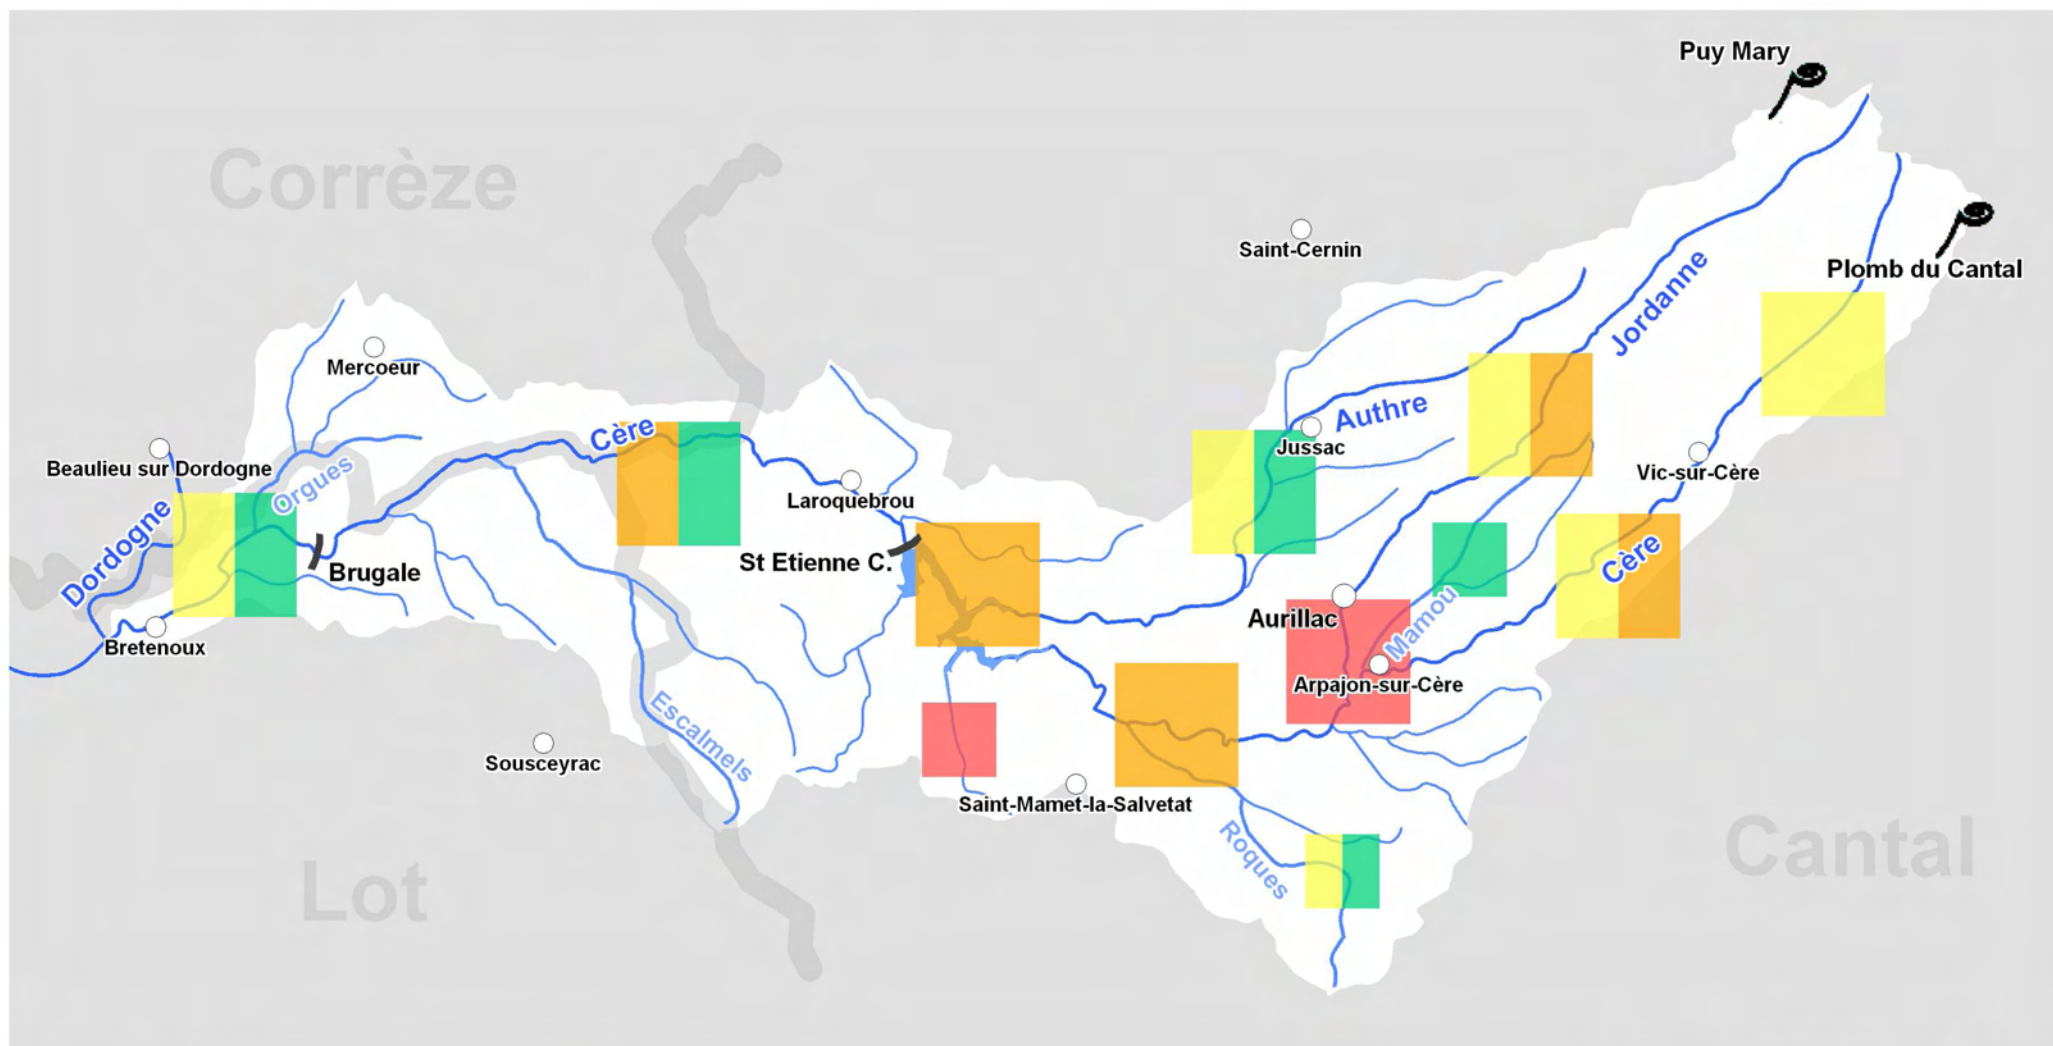 Puy Mary
Corrèze
Saint-Cernin
Plomb du Cantal
Jordanne
Mercoeur
Authre
Cère
Jussac
Beaulieu sur Dordogne
Orgues
Vic-sur-Cère
Laroquebrou
Dordogne
St Etienne C.
Brugale
Cère
Aurillac
Mamou
Bretenoux
Arpajon-sur-Cère
Escalmels
Sousceyrac
Saint-Mamet-la-Salvetat
Roques
Cantal
Lot